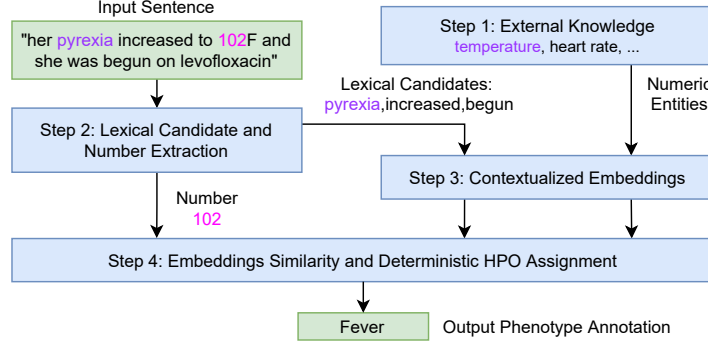 Input Sentence
"her pyrexia increased to 102F and
she was begun on levofloxacin"
Step 1: External Knowledge
temperature, heart rate, ...
Lexical Candidates:
pyrexia,increased,begun
Numeric
Entities
Step 2: Lexical Candidate and
Number Extraction
Step 3: Contextualized Embeddings
Number
102
Step 4: Embeddings Similarity and Deterministic HPO Assignment
Fever
Output Phenotype Annotation